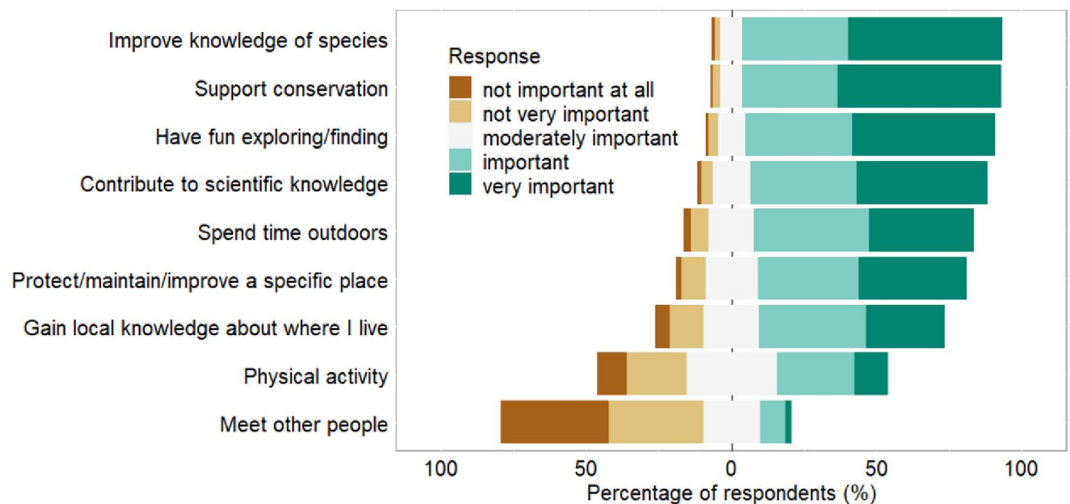 Improve knowledge of species
Support conservation
Have fun exploring/finding
Contribute to scientific knowledge
Spend time outdoors
Protect/maintain/improve a specific place
Gain local knowledge about where I live
Physical activity
Meet other people
Response
not important at all
not very important
moderately important
important
very important
100 50 0 50 100
Percentage of respondents (%)